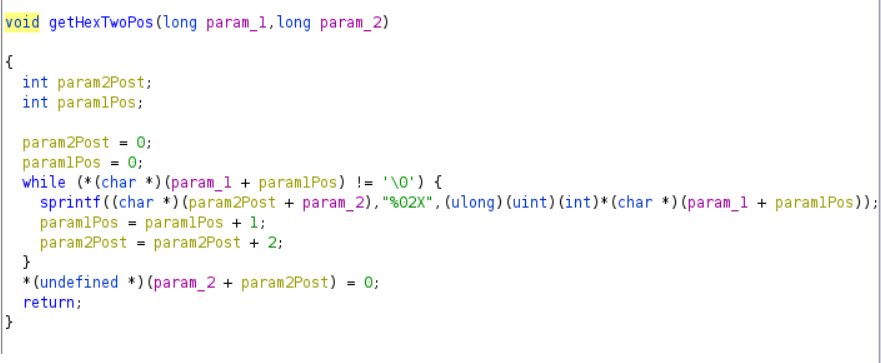 void getHexTwoPos(long param_1,long param_2)
{
int param2Post;
int param1Pos;
param2Post = 0;
param1Pos = 0;
while (*(char *)(param_1 + param1Pos) != '\0') {
sprintf((char *)(param2Post + param_2),"%02X",(ulong)(uint)(int)*(char *)(param_1 + param1Pos));
param1Pos = param1Pos + 1;
param2Post = param2Post + 2;
}
*(undefined *)(param_2 + param2Post) = 0;
return;
}